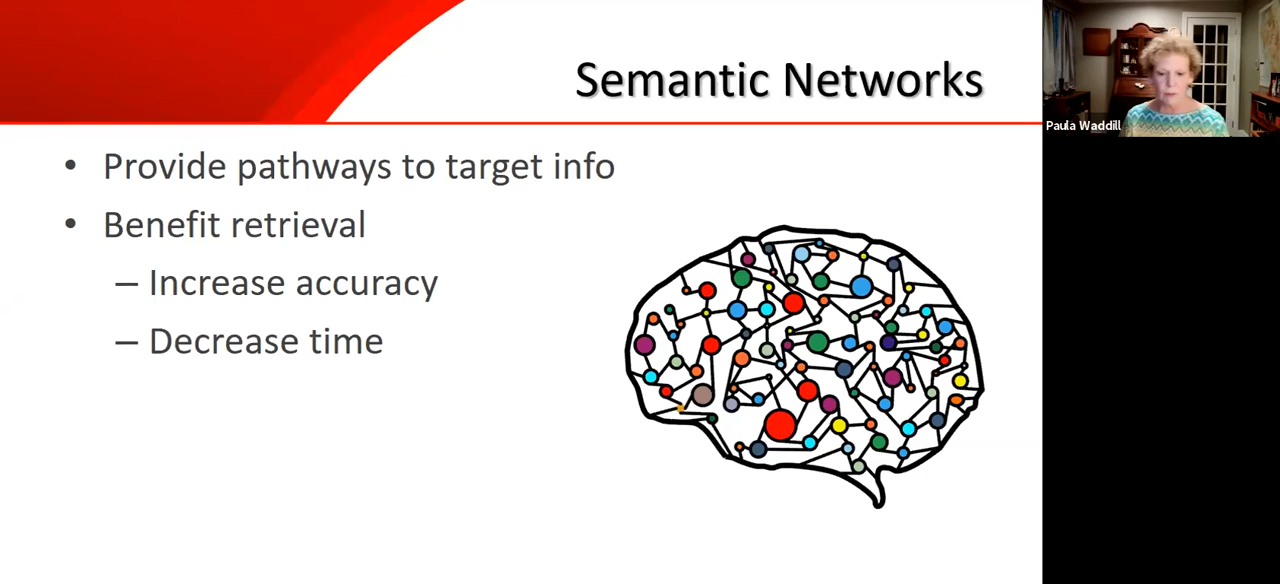 Semantic Networks
• Provide pathways to target info
• Benefit retrieval
– Increase accuracy
– Decrease time
Paula Waddill